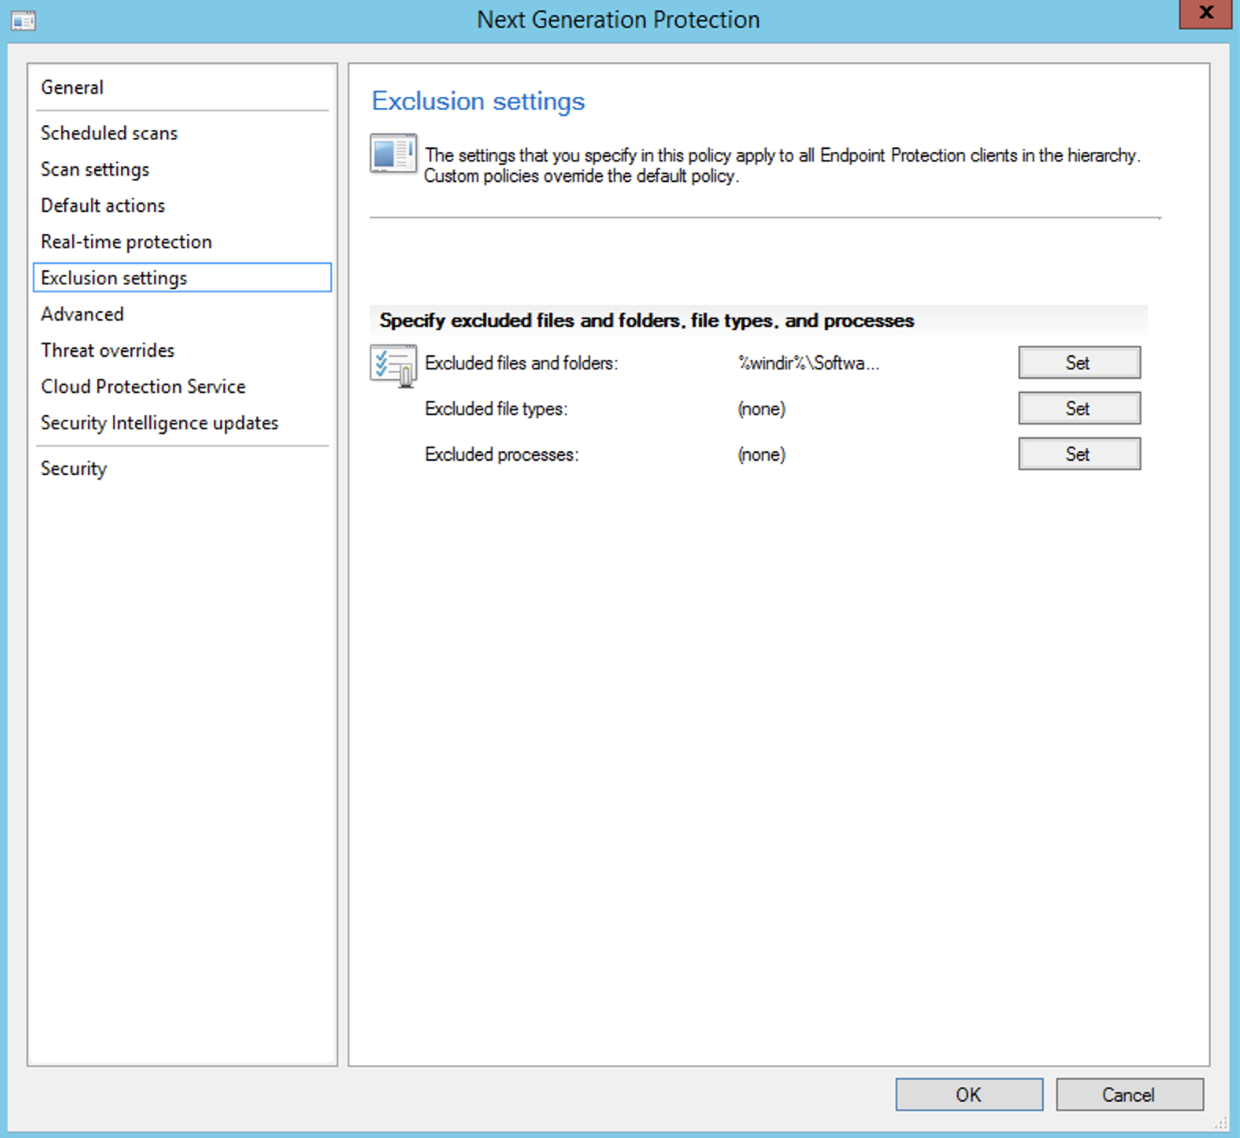 Next Generation Protection
X
General
Scheduled scans
Scan settings
Default actions
Real-time protection
Exclusion settings
Advanced
Threat overrides
Cloud Protection Service
Security Intelligence updates
Security
Exclusion settings
The settings that you specify in this policy apply to all Endpoint Protection clients in the hierarchy.
Custom policies override the default policy.
Specify excluded files and folders, file types, and processes
Excluded files and folders: %windir%\Softwa... Set
Excluded file types: (none) Set
Excluded processes: (none) Set
OK Cancel